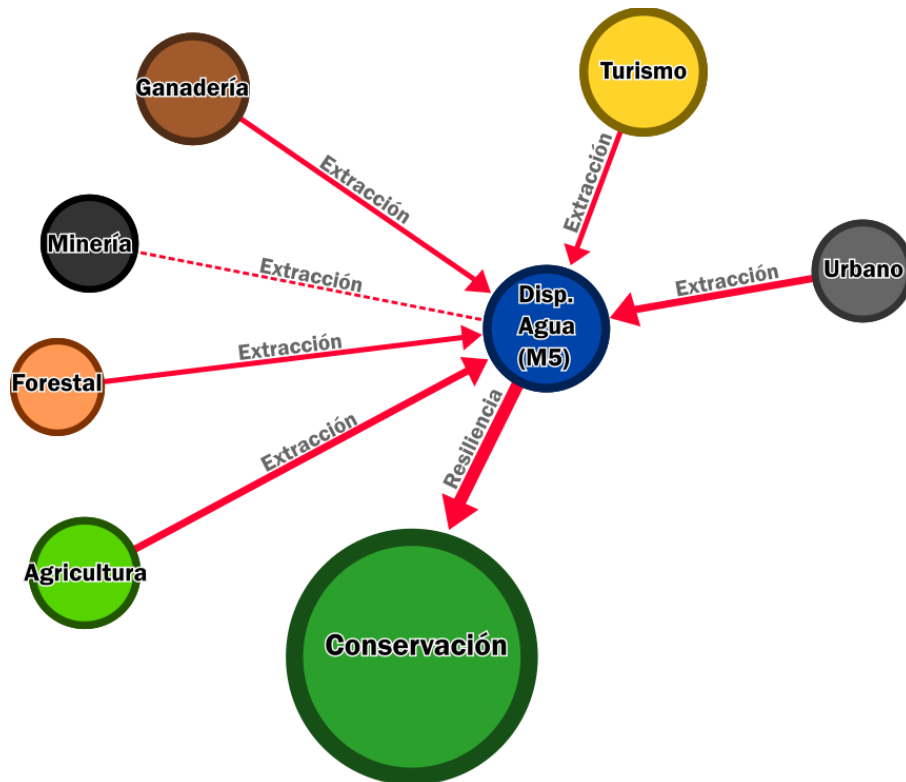 Ganadería
Turismo
Extracción
Extracción
Minería
Extracción
Urbano
Extracción
Disp.
Agua
(M5)
Forestal
Extracción
Extracción
Resiliencia
Agricultura
Conservación